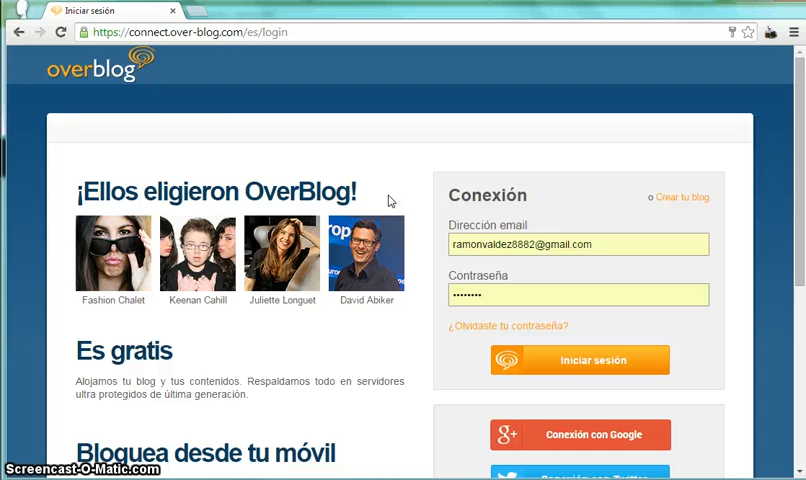 Iniciar sesión
https://connect.over-blog.com/es/login
overblog
¡Ellos eligieron OverBlog!
Fashion Chalet
Keenan Cahill
Juliette Longuet
David Abiker
Es gratis
Alojamos tu blog y tus contenidos. Respaldamos todo en servidores
ultra protegidos de última generación.
Bloguea desde tu móvil
Conexión
o Crear tu blog
Dirección email
ramonvaldez8882@gmail.com
Contraseña
••••••••
¿Olvidaste tu contraseña?
Iniciar sesión
g+ Conexión con Google
Conexión con Twitter
Screencast-O-Matic.com